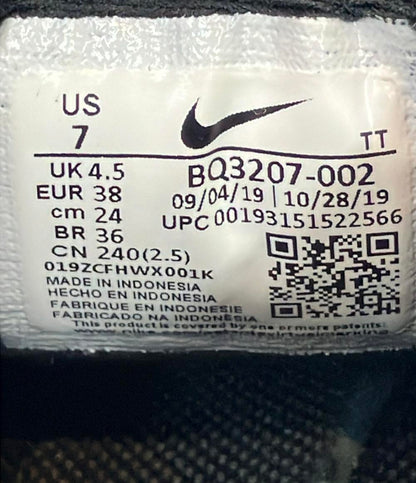 US
7
TT
UK 4.5
EUR 38
cm 24
BR 36
CN 240(2.5)
BQ3207-002
09/04/19 | 10/28/19
UPC 00193151522566
019ZCFHWX001K
MADE IN INDONESIA
HECHO EN INDONESIA
FABRIQUE EN INDONESIE
FABRICADO NA INDONESIA
This product is covered by one or more patents: